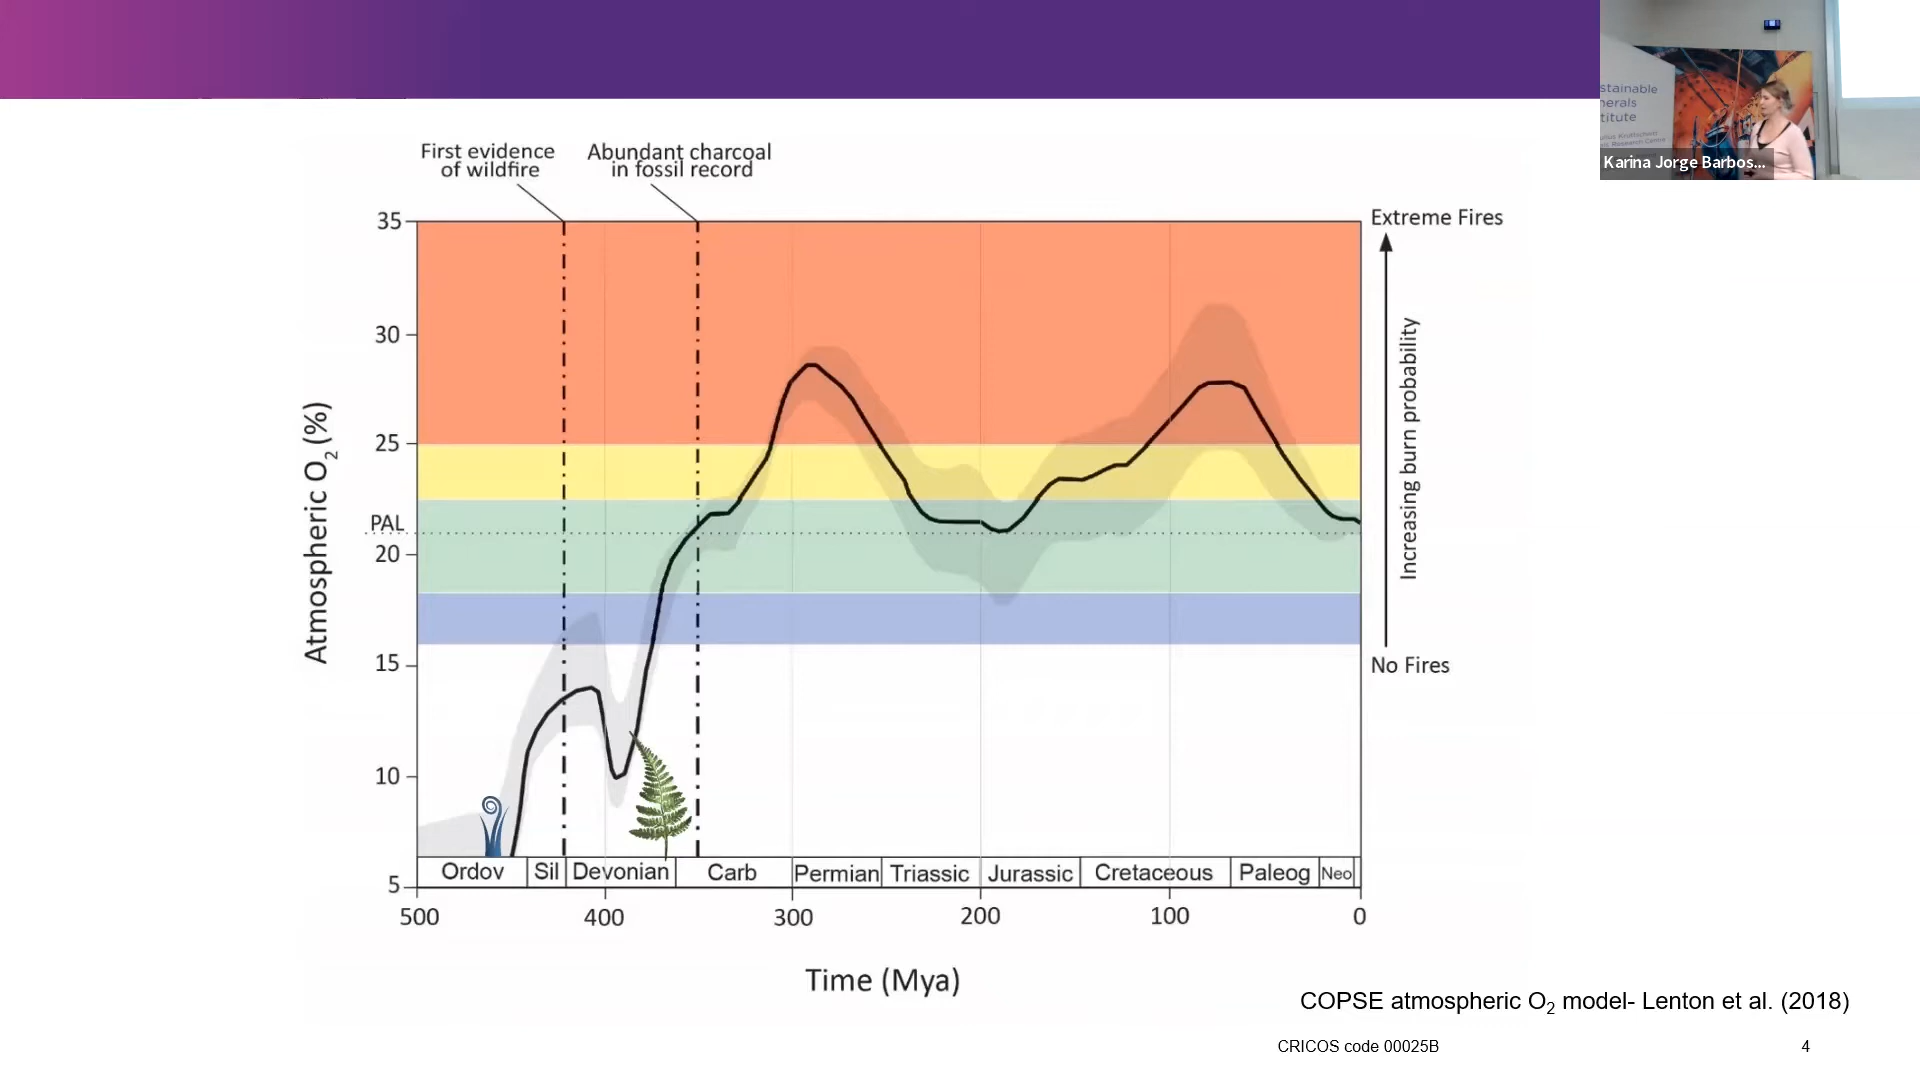 stainable
nerals
titute
Karina Jorge Barbos...
First evidence
of wildfire
Abundant charcoal
in fossil record
Extreme Fires
Increasing burn probability
No Fires
Atmospheric O2 (%)
35
30
25
PAL
20
15
10
5
Ordov Sil Devonian Carb Permian Triassic Jurassic Cretaceous Paleog Neo
500 400 300 200 100 0
Time (Mya)
COPSE atmospheric O2 model- Lenton et al. (2018)
CRICOS code 00025B
4